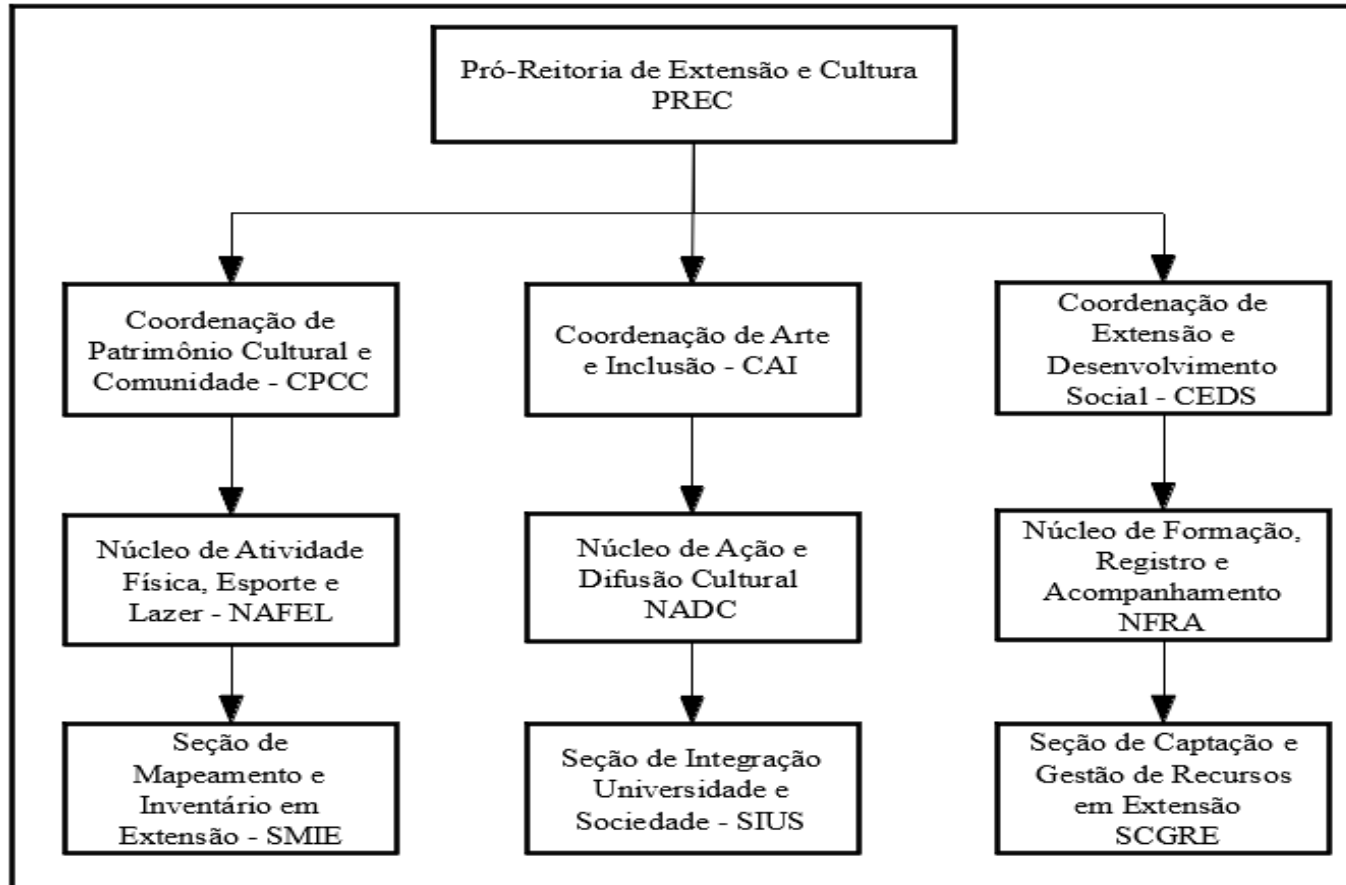 Pró-Reitoria de Extensão e Cultura
PREC
Coordenação de
Patrimônio Cultural e
Comunidade - CPCC
Coordenação de Arte
e Inclusão - CAI
Coordenação de
Extensão e
Desenvolvimento
Social - CEDS
Núcleo de Atividade
Física, Esporte e
Lazer - NAFEL
Núcleo de Ação e
Difusão Cultural
NADC
Núcleo de Formação,
Registro e
Acompanhamento
NFRA
Seção de
Mapeamento e
Inventário em
Extensão - SMIE
Seção de Integração
Universidade e
Sociedade - SIUS
Seção de Captação e
Gestão de Recursos
em Extensão
SCGRE